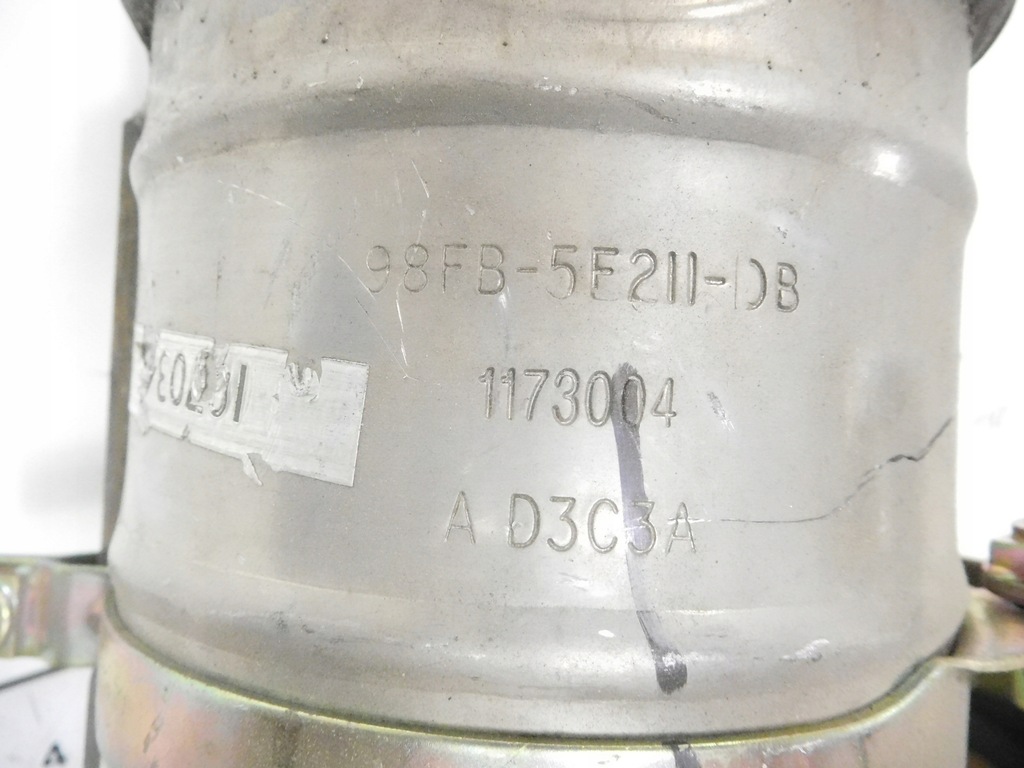 98FB-5E211-DB
1173004
A D3C3A
A